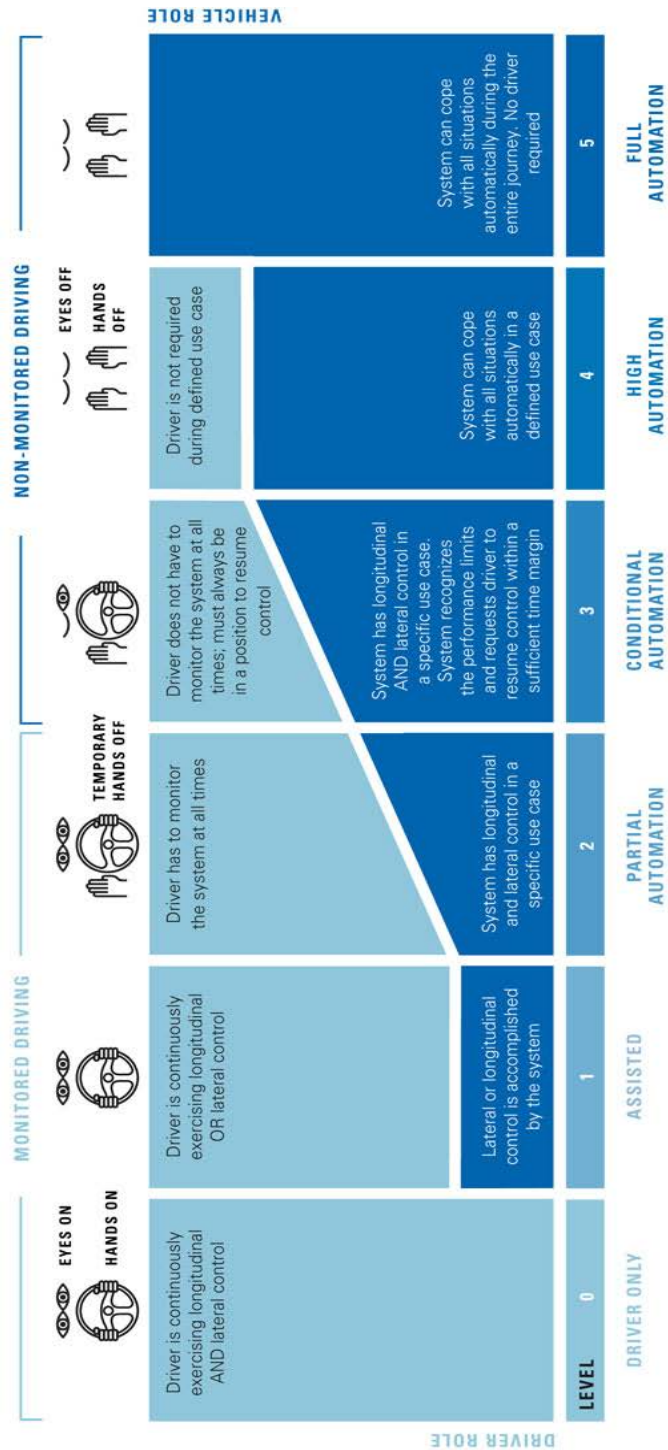 MONITORED DRIVING
NON-MONITORED DRIVING
EYES ON
HANDS ON
TEMPORARY
HANDS OFF
EYES OFF
HANDS
OFF
DRIVER ROLE
VEHICLE ROLE
Driver is continuously
exercising longitudinal
AND lateral control
Driver is continuously
exercising longitudinal
OR lateral control
Lateral or longitudinal
control is accomplished
by the system
Driver has to monitor
the system at all times
System has longitudinal
and lateral control in a
specific use case
Driver does not have to
monitor the system at all
times; must always be
in a position to resume
control
System has longitudinal
AND lateral control in
a specific use case.
System recognizes
the performance limits
and requests driver to
resume control within a
sufficient time margin
Driver is not required
during defined use case
System can cope
with all situations
automatically in a
defined use case
System can cope
with all situations
automatically during the
entire journey. No driver
required
LEVEL 0 1 2 3 4 5
DRIVER ONLY
ASSISTED
PARTIAL
AUTOMATION
CONDITIONAL
AUTOMATION
HIGH
AUTOMATION
FULL
AUTOMATION